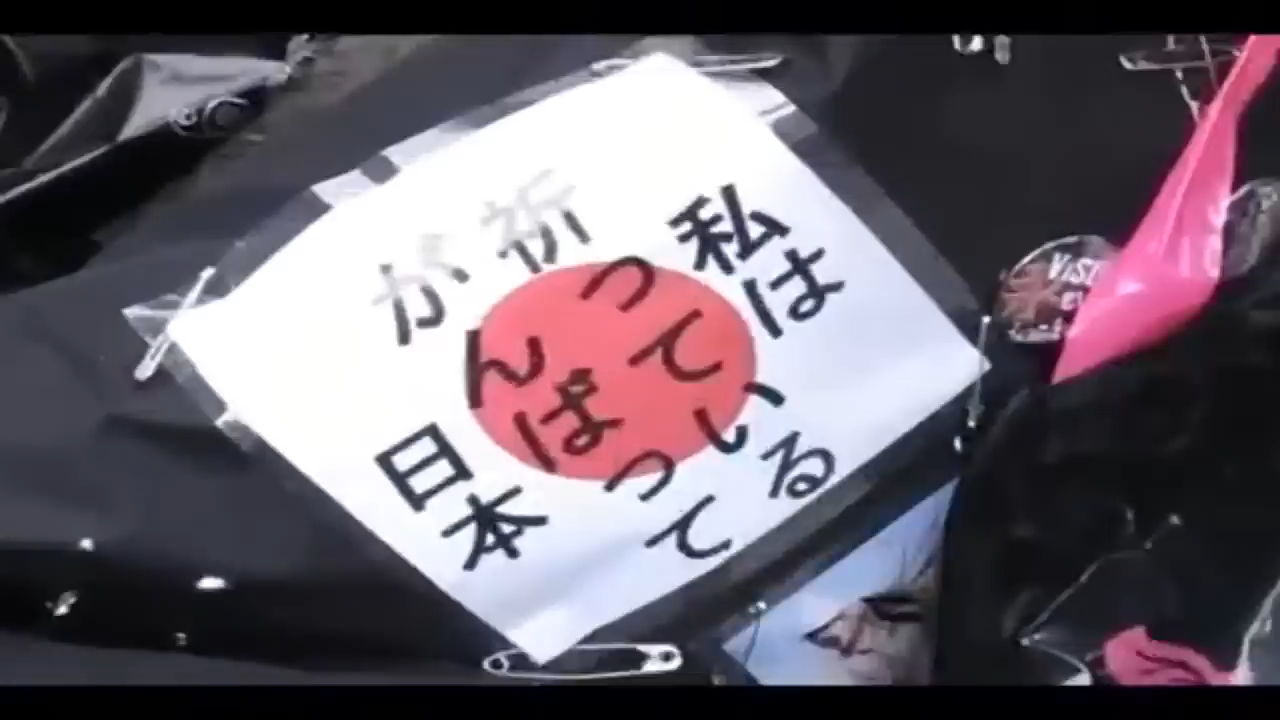 私は
祈っている
がんばって
日本